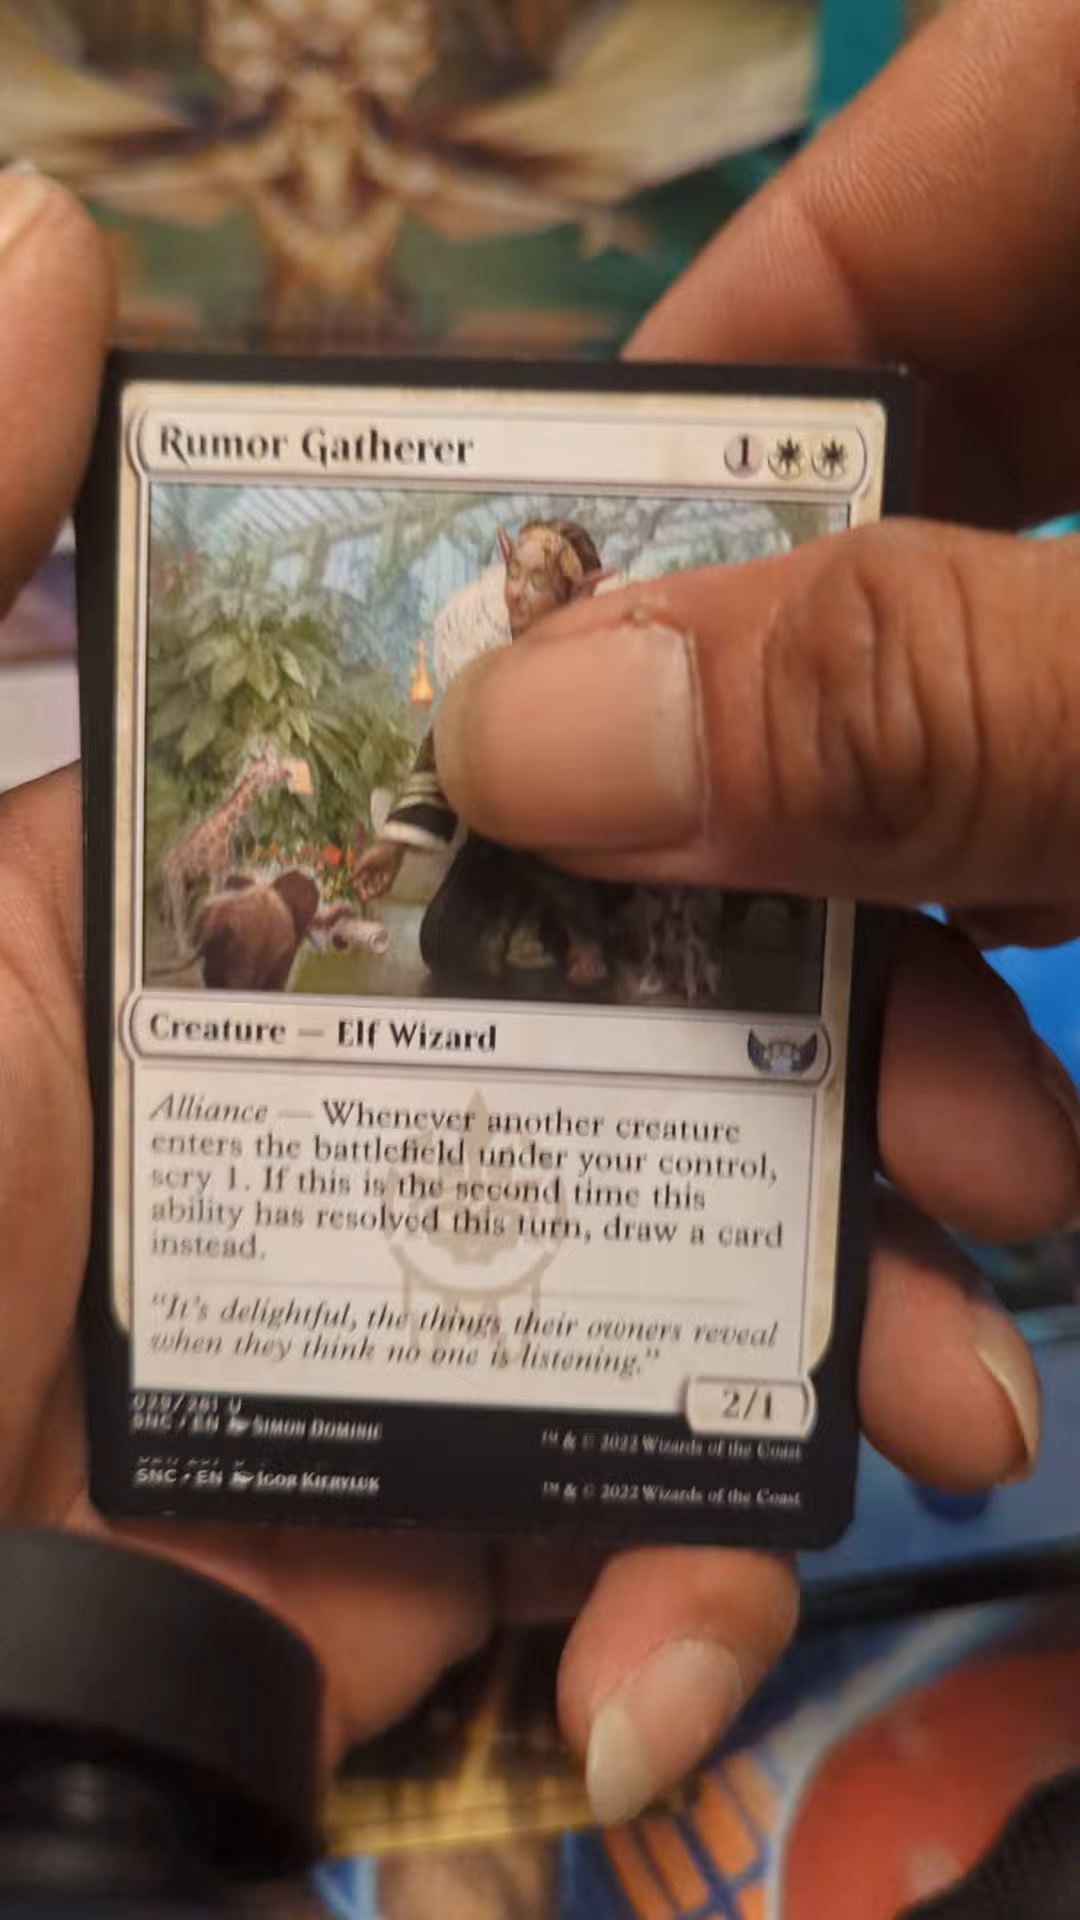 Rumor Gatherer 1
Creature — Elf Wizard
Alliance — Whenever another creature
enters the battlefield under your control,
scry 1. If this is the second time this
ability has resolved this turn, draw a card
instead.
"It's delightful, the things their owners reveal
when they think no one is listening."
2/1
029/281 U
SNC • EN Simon Dominic
™ & © 2022 Wizards of the Coast
SNC • EN Igor Kieryluk
™ & © 2022 Wizards of the Coast